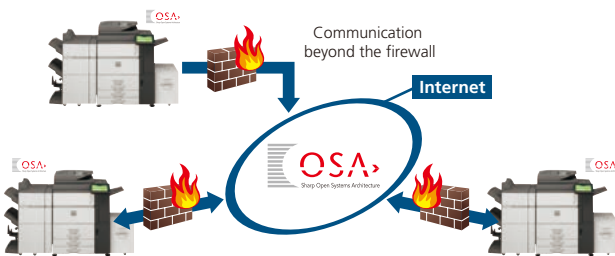 OSA
Communication
beyond the firewall
Internet
OSA
Sharp Open Systems Architecture
OSA
OSA